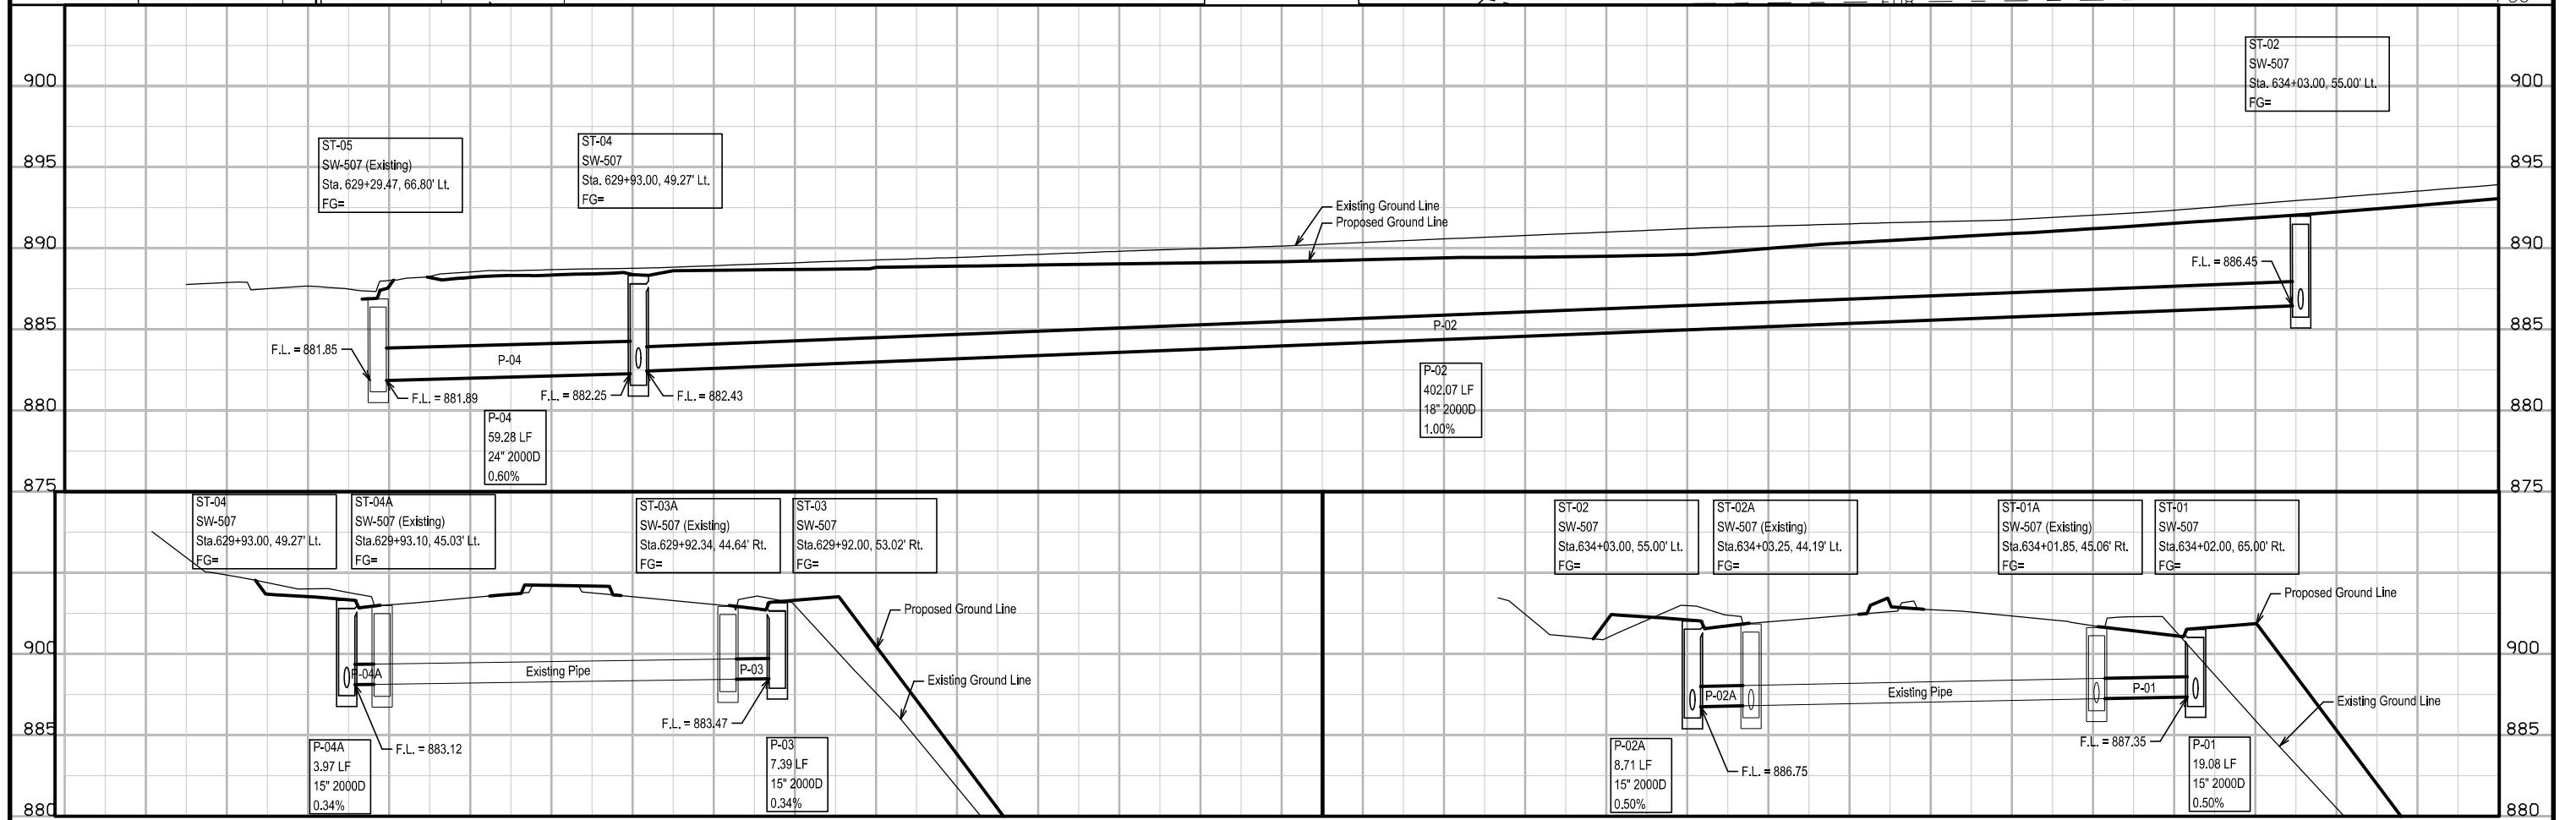 ST-02
SW-507
Sta. 634+03.00, 55.00' Lt.
FG=
900
900
ST-05
SW-507 (Existing)
Sta. 629+29.47, 66.80' Lt.
FG=
ST-04
SW-507
Sta. 629+93.00, 49.27' Lt.
FG=
895
895
Existing Ground Line
Proposed Ground Line
890
890
F.L. = 886.45
885
885
P-02
F.L. = 881.85
P-04
F.L. = 881.89
F.L. = 882.25
F.L. = 882.43
880
880
P-04
59.28 LF
24" 2000D
0.60%
P-02
402.07 LF
18" 2000D
1.00%
875
875
ST-04
SW-507
Sta.629+93.00, 49.27' Lt.
FG=
ST-04A
SW-507 (Existing)
Sta.629+93.10, 45.03' Lt.
FG=
ST-03A
SW-507 (Existing)
Sta.629+92.34, 44.64' Rt.
FG=
ST-03
SW-507
Sta.629+92.00, 53.02' Rt.
FG=
ST-02
SW-507
Sta.634+03.00, 55.00' Lt.
FG=
ST-02A
SW-507 (Existing)
Sta.634+03.25, 44.19' Lt.
FG=
ST-01A
SW-507 (Existing)
Sta.634+01.85, 45.06' Rt.
FG=
ST-01
SW-507
Sta.634+02.00, 65.00' Rt.
FG=
Proposed Ground Line
Proposed Ground Line
900
900
P-04A
Existing Pipe
P-03
Existing Ground Line
P-02A
Existing Pipe
P-01
Existing Ground Line
F.L. = 883.47
885
885
F.L. = 883.12
F.L. = 887.35
F.L. = 886.75
P-04A
3.97 LF
15" 2000D
0.34%
P-03
7.39 LF
15" 2000D
0.34%
P-02A
8.71 LF
15" 2000D
0.50%
P-01
19.08 LF
15" 2000D
0.50%
880
880